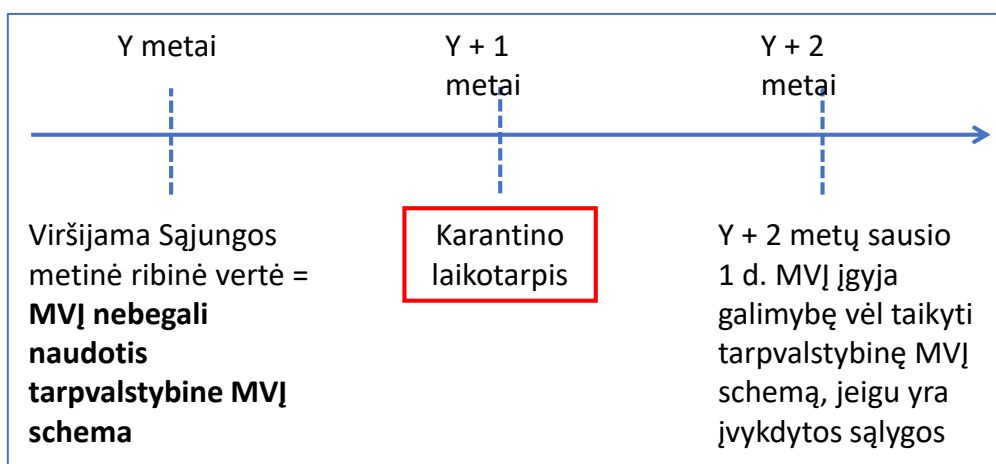 Y metai
Y + 1
metai
Y + 2
metai
Viršijama Sąjungos
metinė ribinė vertė =
MVĮ nebegali
naudotis
tarpvalstybine MVĮ
schema
Karantino
laikotarpis
Y + 2 metų sausio
1 d. MVĮ įgyja
galimybę vėl taikyti
tarpvalstybinę MVĮ
schemą, jeigu yra
įvykdytos sąlygos